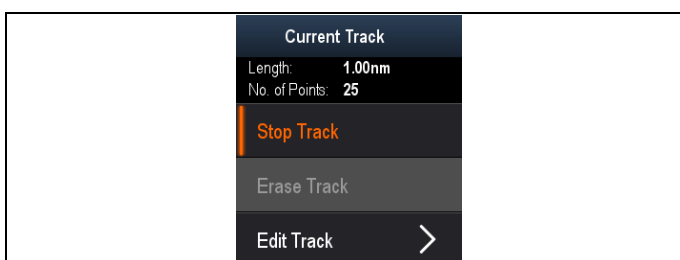 Current Track
Length: 1.00nm
No. of Points: 25
Stop Track
Erase Track
Edit Track